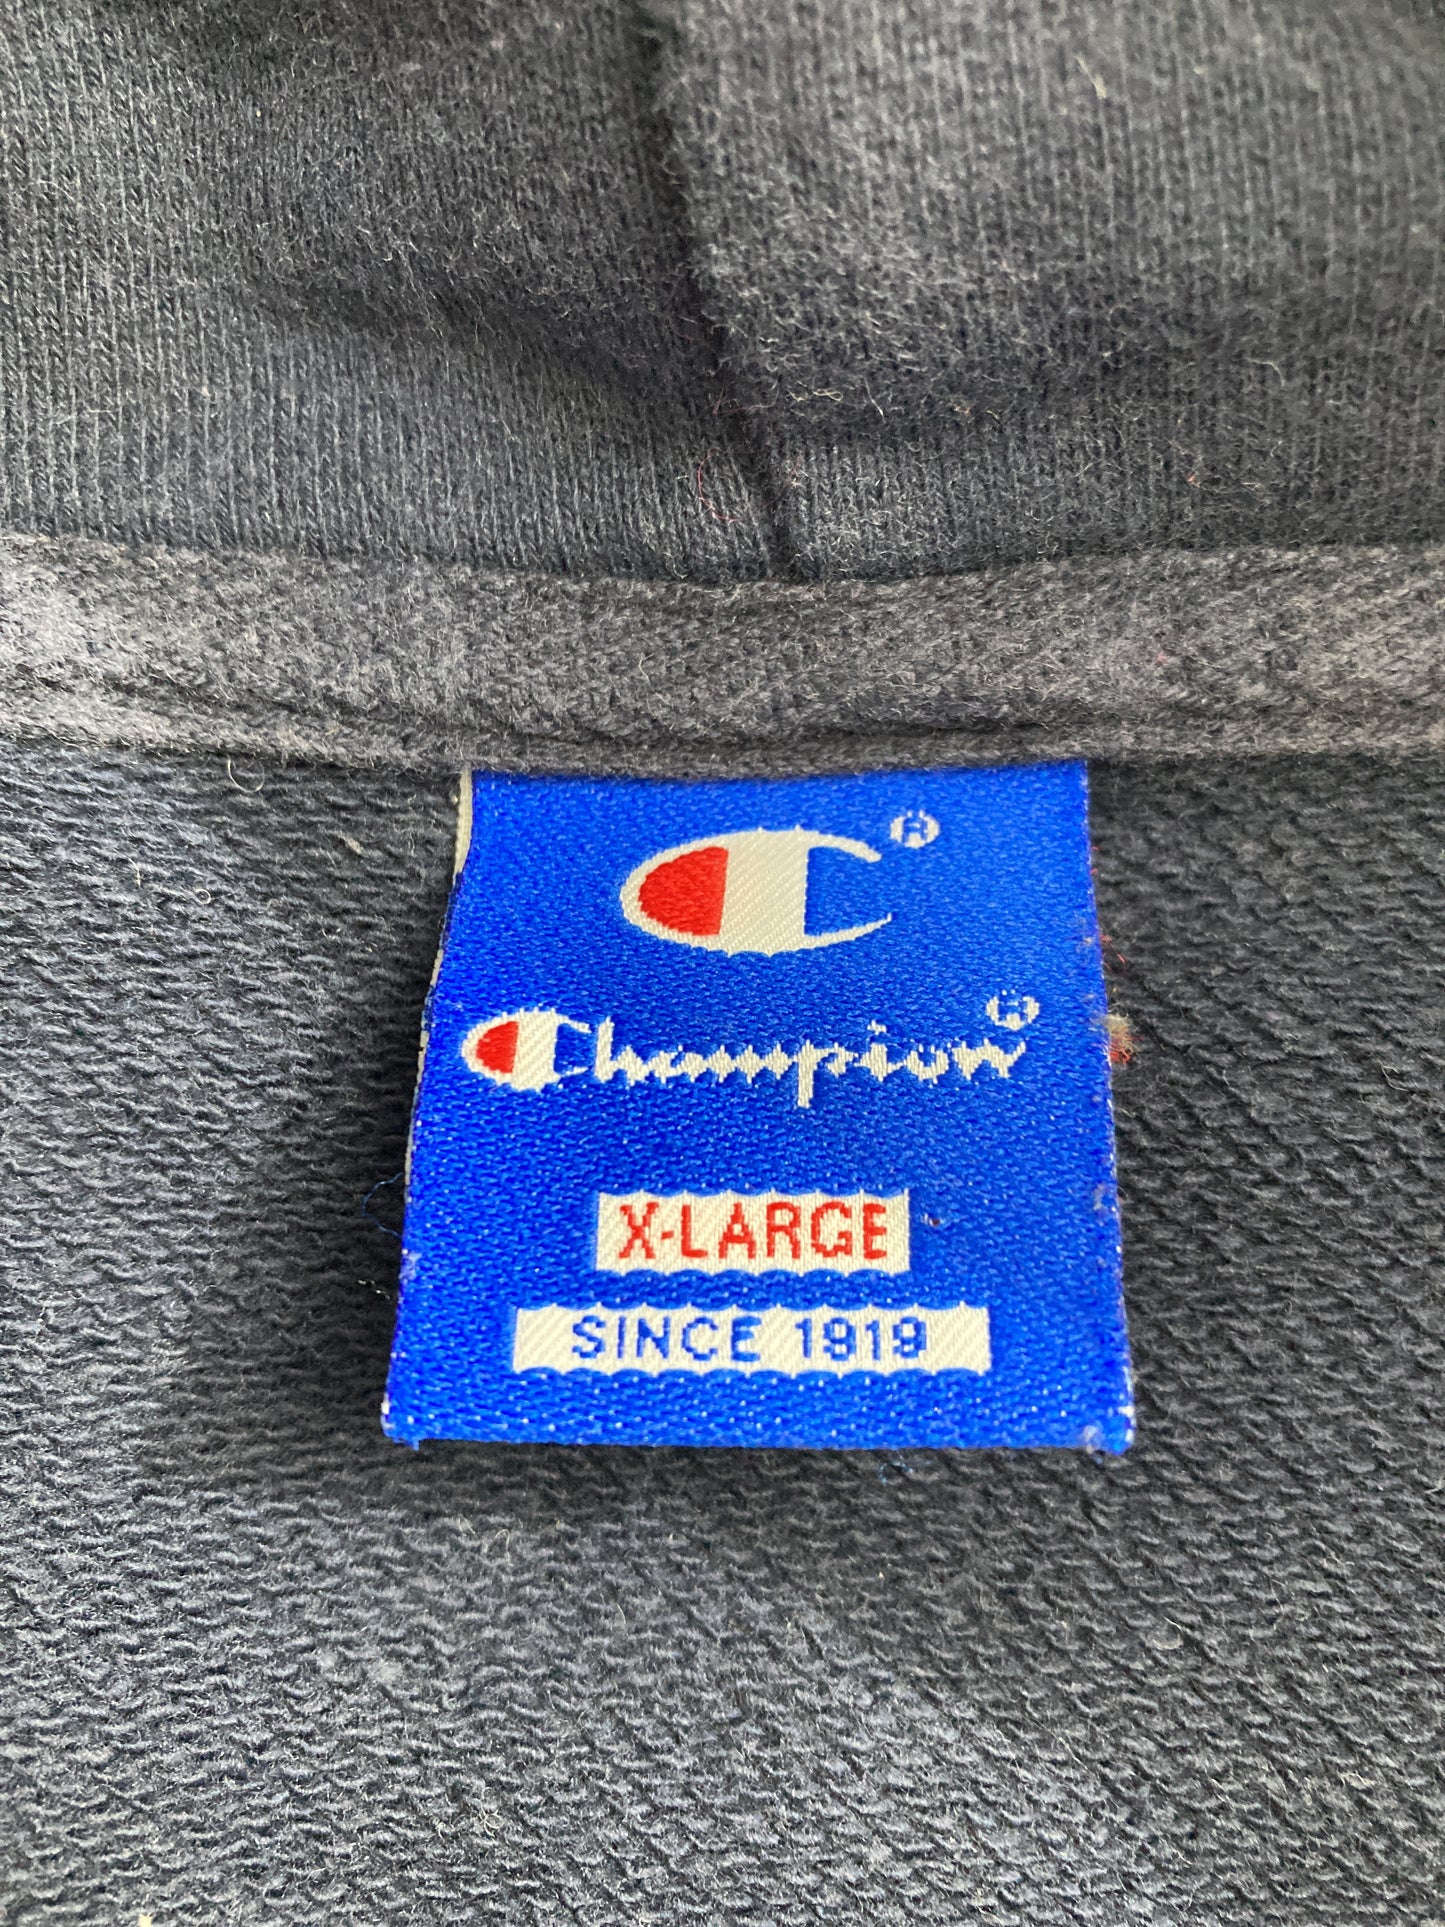 C®
Champion®
X-LARGE
SINCE 1919